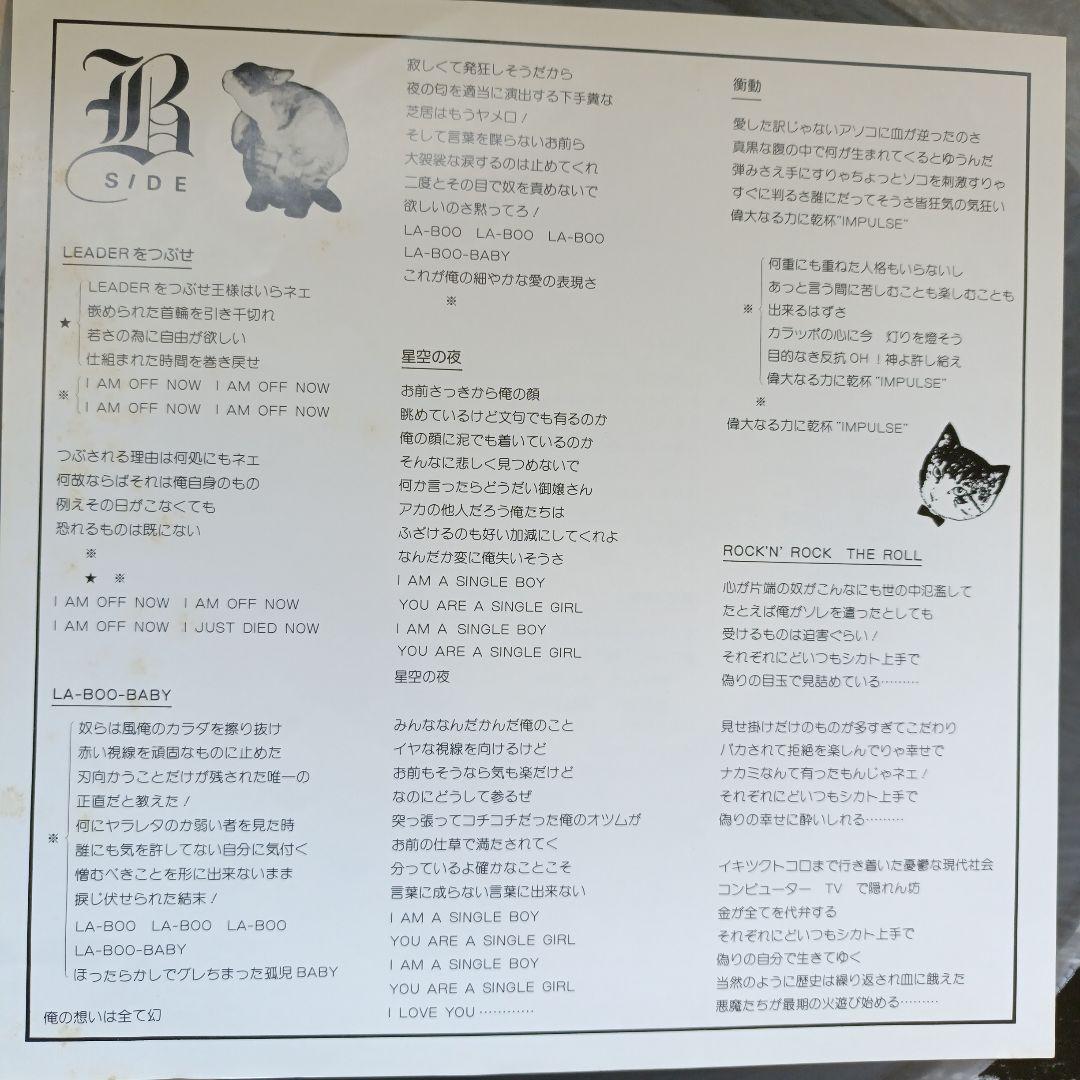 B
SIDE
LEADERをつぶせ
LEADERをつぶせ王様はいらネエ
嵌められた首輪を引き千切れ
★
若さの為に自由が欲しい
仕組まれた時間を巻き戻せ
I AM OFF NOW I AM OFF NOW
※
I AM OFF NOW I AM OFF NOW
つぶされる理由は何処にもネエ
何故ならばそれは俺自身のもの
例えその日がこなくても
恐れるものは既にない
※
★ ※
I AM OFF NOW I AM OFF NOW
I AM OFF NOW I JUST DIED NOW
LA-BOO-BABY
奴らは風俺のカラダを擦り抜け
赤い視線を頑固なものに止めた
刃向かうことだけが残された唯一の
正直だと教えた!
何にヤラレタのか弱い者を見た時
※
誰にも気を許してない自分に気付く
憎むべきことを形に出来ないまま
捩じ伏せられた結末!
LA-BOO LA-BOO LA-BOO
LA-BOO-BABY
ほったらかしでグレちまった孤児BABY
俺の想いは全て幻
寂しくて発狂しそうだから
夜の匂を適当に演出する下手糞な
芝居はもうヤメロ!
そして言葉を喋らないお前ら
大袈裟な涙するのは止めてくれ
二度とその目で奴を責めないで
欲しいのさ黙ってろ!
LA-BOO LA-BOO LA-BOO
LA-BOO-BABY
これが俺の細やかな愛の表現さ
※
星空の夜
お前さっきから俺の顔
眺めているけど文句でも有るのか
俺の顔に泥でも着いているのか
そんなに悲しく見つめないで
何か言ったらどうだい御嬢さん
アカの他人だろう俺たちは
ふざけるのも好い加減にしてくれよ
なんだか変に俺失いそうさ
I AM A SINGLE BOY
YOU ARE A SINGLE GIRL
I AM A SINGLE BOY
YOU ARE A SINGLE GIRL
星空の夜
みんななんだかんだ俺のこと
イヤな視線を向けるけど
お前もそうなら気も楽だけど
なのにどうして参るぜ
突っ張ってコチコチだった俺のオツムが
お前の仕草で満たされてく
分っているよ確かなことこそ
言葉に成らない言葉に出来ない
I AM A SINGLE BOY
YOU ARE A SINGLE GIRL
I AM A SINGLE BOY
YOU ARE A SINGLE GIRL
I LOVE YOU…………
衝動
愛した訳じゃないアソコに血が逆ったのさ
真黒な腹の中で何が生まれてくるとゆうんだ
弾みさえ手にすりゃちょっとソコを刺激すりゃ
すぐに判るさ誰にだってそうさ皆狂気の気狂い
偉大なる力に乾杯"IMPULSE"
何重にも重ねた人格もいらないし
あっと言う間に苦しむことも楽しむことも
※
出来るはずさ
カラッポの心に今 灯りを燈そう
目的なき反抗OH!神よ許し給え
偉大なる力に乾杯"IMPULSE"
※
偉大なる力に乾杯"IMPULSE"
ROCK'N' ROCK THE ROLL
心が片端の奴がこんなにも世の中氾濫して
たとえば俺がソレを遣ったとしても
受けるものは迫害ぐらい!
それぞれにどいつもシカト上手で
偽りの目玉で見詰めている………
見せ掛けだけのものが多すぎてこだわり
バカされて拒絶を楽しんでりゃ幸せで
ナカミなんて有ったもんじゃネエ!
それぞれにどいつもシカト上手で
偽りの幸せに酔いしれる………
イキツクトコロまで行き着いた憂鬱な現代社会
コンピューター TV で隠れん坊
金が全てを代弁する
それぞれにどいつもシカト上手で
偽りの自分で生きてゆく
当然のように歴史は繰り返され血に餓えた
悪魔たちが最期の火遊び始める………